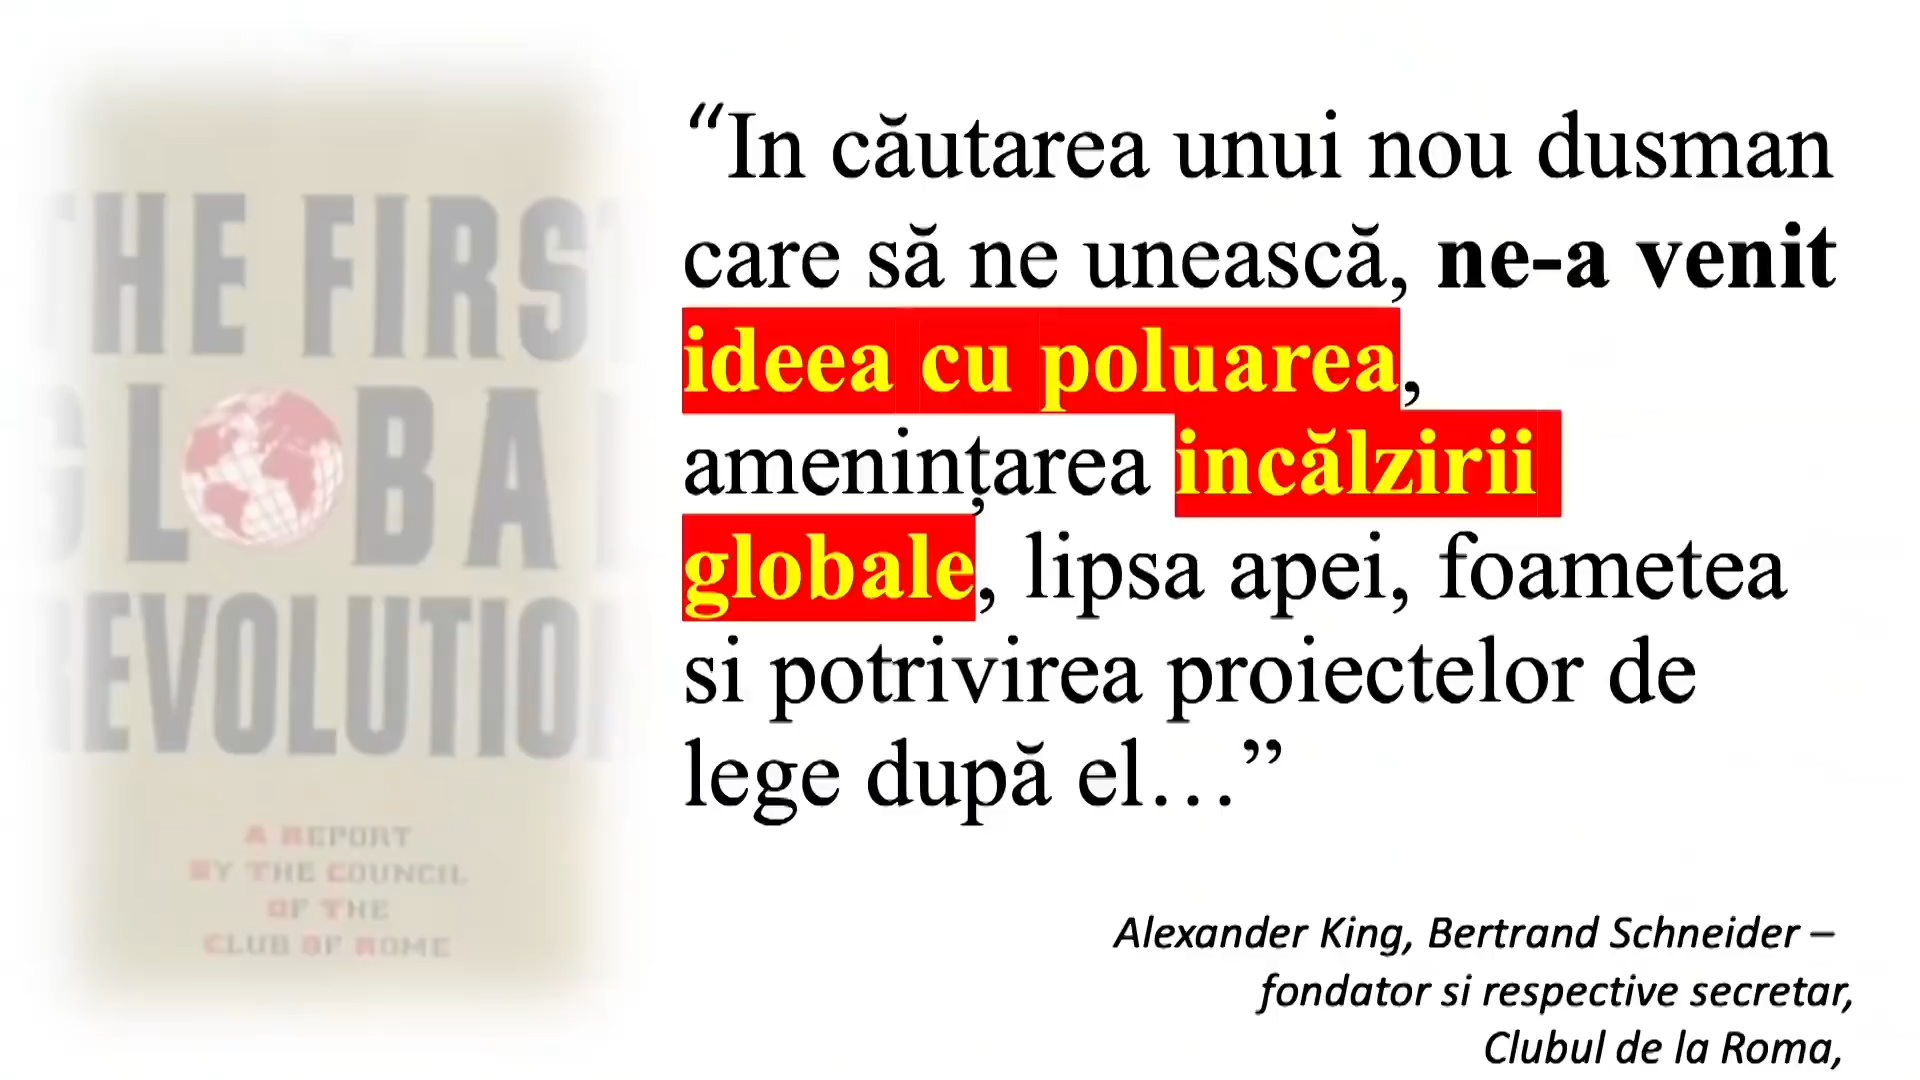 THE FIRST
GLOBAL
REVOLUTION
A REPORT
BY THE COUNCIL
OF THE
CLUB OF ROME
“In căutarea unui nou dusman
care să ne unească, ne-a venit
ideea cu poluarea,
amenințarea incălzirii
globale, lipsa apei, foametea
si potrivirea proiectelor de
lege după el…”
Alexander King, Bertrand Schneider –
fondator si respective secretar,
Clubul de la Roma,